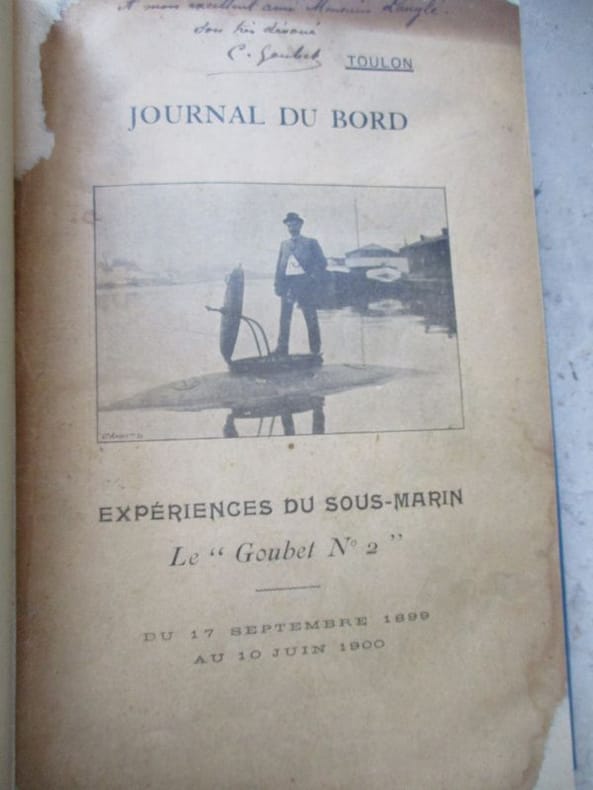 A mon excellent ami Monsieur Langle.
Son très dévoué
C. Goubet
TOULON
JOURNAL DU BORD
EXPÉRIENCES DU SOUS-MARIN
Le " Goubet N° 2 "
DU 17 SEPTEMBRE 1899
AU 10 JUIN 1900